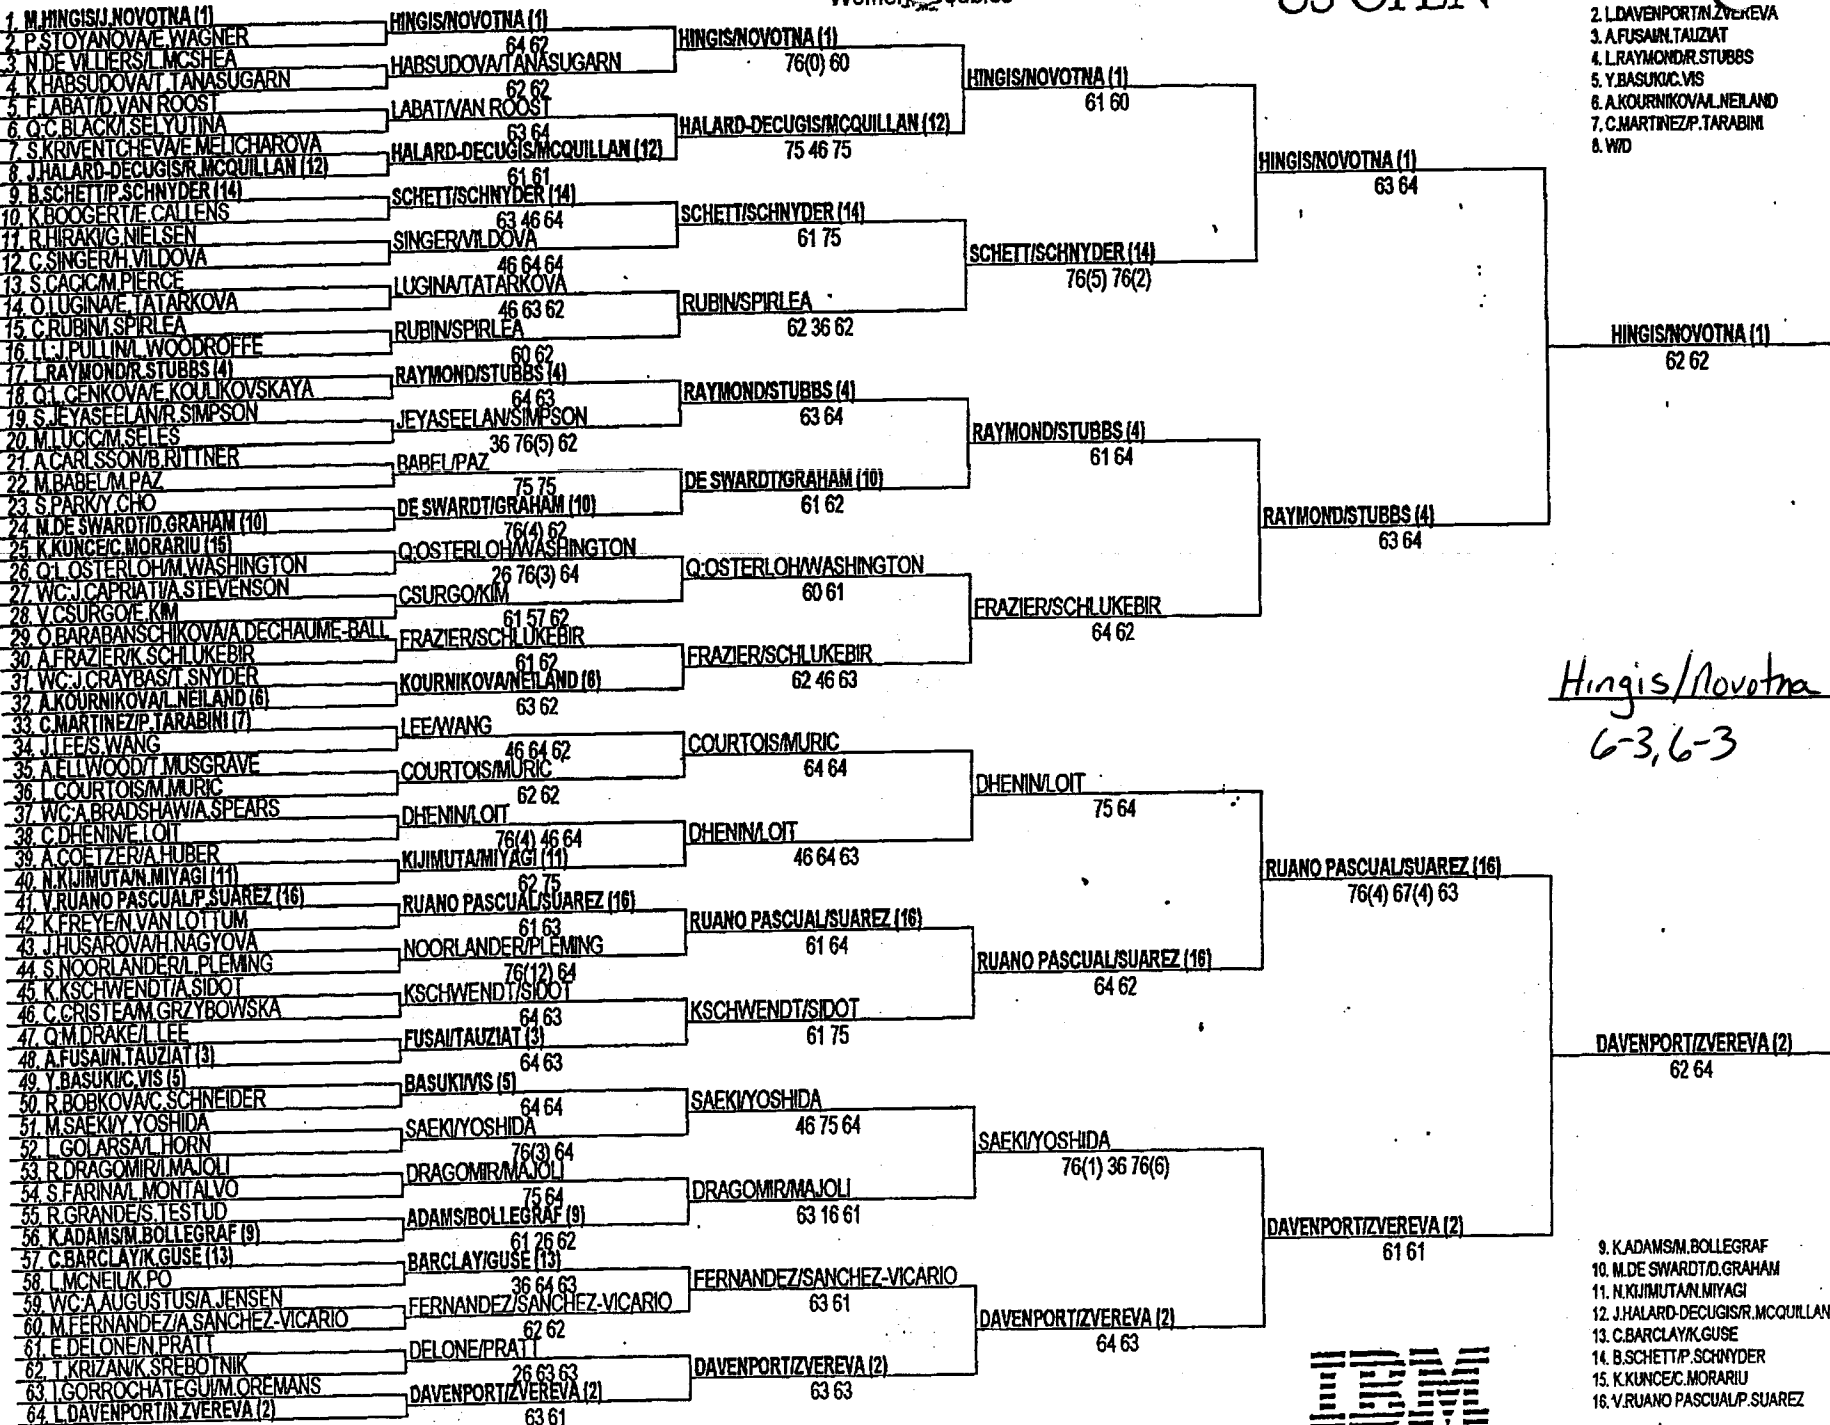 US OPEN
1. M.HINGIS/J.NOVOTNA (1)
2. P.STOYANOVA/E.WAGNER
3. N.DE VILLIERS/L.MCSHEA
4. K.HABSUDOVA/T.TANASUGARN
5. F.LABAT/D.VAN ROOST
6. Q:C.BLACK/I.SELYUTINA
7. S.KRIVENTCHEVA/E.MELICHAROVA
8. J.HALARD-DECUGIS/R.MCQUILLAN (12)
9. B.SCHETT/P.SCHNYDER (14)
10. K.BOOGERT/E.CALLENS
11. R.HIRAKI/G.NIELSEN
12. C.SINGER/H.VILDOVA
13. S.CACIC/M.PIERCE
14. O.LUGINA/E.TATARKOVA
15. C.RUBIN/I.SPIRLEA
16. LL:J.PULLIN/L.WOODROFFE
17. L.RAYMOND/R.STUBBS (4)
18. Q:L.CENKOVA/E.KOULIKOVSKAYA
19. S.JEYASEELAN/R.SIMPSON
20. M.LUCIC/M.SELES
21. A.CARLSSON/B.RITTNER
22. M.BABEL/M.PAZ
23. S.PARK/Y.CHO
24. M.DE SWARDT/D.GRAHAM (10)
25. K.KUNCE/C.MORARIU (15)
26. Q:L.OSTERLOH/M.WASHINGTON
27. WC:J.CAPRIATI/A.STEVENSON
28. V.CSURGO/E.KIM
29. O.BARABANSCHIKOVA/A.DECHAUME-BALL
30. A.FRAZIER/K.SCHLUKEBIR
31. WC:J.CRAYBAS/T.SNYDER
32. A.KOURNIKOVA/L.NEILAND (6)
33. C.MARTINEZ/P.TARABINI (7)
34. J.LEE/S.WANG
35. A.ELLWOOD/T.MUSGRAVE
36. L.COURTOIS/M.MURIC
37. WC:A.BRADSHAW/A.SPEARS
38. C.DHENIN/E.LOIT
39. A.COETZER/A.HUBER
40. N.KIJIMUTA/N.MIYAGI (11)
41. V.RUANO PASCUAL/P.SUAREZ (16)
42. K.FREYE/N.VAN LOTTUM
43. J.HUSAROVA/H.NAGYOVA
44. S.NOORLANDER/L.PLEMING
45. K.KSCHWENDT/A.SIDOT
46. C.CRISTEA/M.GRZYBOWSKA
47. Q:M.DRAKE/L.LEE
48. A.FUSAI/N.TAUZIAT (3)
49. Y.BASUKI/C.VIS (5)
50. R.BOBKOVA/C.SCHNEIDER
51. M.SAEKI/Y.YOSHIDA
52. L.GOLARSA/L.HORN
53. R.DRAGOMIR/I.MAJOLI
54. S.FARINA/L.MONTALVO
55. R.GRANDE/S.TESTUD
56. K.ADAMS/M.BOLLEGRAF (9)
57. C.BARCLAY/K.GUSE (13)
58. L.MCNEIL/K.PO
59. WC:A.AUGUSTUS/A.JENSEN
60. M.FERNANDEZ/A.SANCHEZ-VICARIO
61. E.DELONE/N.PRATT
62. T.KRIZAN/K.SREBOTNIK
63. I.GORROCHATEGUI/M.OREMANS
64. L.DAVENPORT/N.ZVEREVA (2)
HINGIS/NOVOTNA (1)
64 62
HABSUDOVA/TANASUGARN
62 62
LABAT/VAN ROOST
63 64
HALARD-DECUGIS/MCQUILLAN (12)
61 61
SCHETT/SCHNYDER (14)
63 46 64
SINGER/VILDOVA
46 64 64
LUGINA/TATARKOVA
46 63 62
RUBIN/SPIRLEA
60 62
RAYMOND/STUBBS (4)
64 63
JEYASEELAN/SIMPSON
36 76(5) 62
BABEL/PAZ
75 75
DE SWARDT/GRAHAM (10)
76(4) 62
Q:OSTERLOH/WASHINGTON
26 76(3) 64
CSURGO/KIM
61 57 62
FRAZIER/SCHLUKEBIR
61 62
KOURNIKOVA/NEILAND (6)
63 62
LEE/WANG
46 64 62
COURTOIS/MURIC
62 62
DHENIN/LOIT
76(4) 46 64
KIJIMUTA/MIYAGI (11)
62 75
RUANO PASCUAL/SUAREZ (16)
61 63
NOORLANDER/PLEMING
76(12) 64
KSCHWENDT/SIDOT
64 63
FUSAI/TAUZIAT (3)
64 63
BASUKI/VIS (5)
64 64
SAEKI/YOSHIDA
76(3) 64
DRAGOMIR/MAJOLI
75 64
ADAMS/BOLLEGRAF (9)
61 26 62
BARCLAY/GUSE (13)
36 64 63
FERNANDEZ/SANCHEZ-VICARIO
62 62
DELONE/PRATT
26 63 63
DAVENPORT/ZVEREVA (2)
63 61
HINGIS/NOVOTNA (1)
76(0) 60
HALARD-DECUGIS/MCQUILLAN (12)
75 46 75
SCHETT/SCHNYDER (14)
61 75
RUBIN/SPIRLEA
62 36 62
RAYMOND/STUBBS (4)
63 64
DE SWARDT/GRAHAM (10)
61 62
Q:OSTERLOH/WASHINGTON
60 61
FRAZIER/SCHLUKEBIR
62 46 63
COURTOIS/MURIC
64 64
DHENIN/LOIT
46 64 63
RUANO PASCUAL/SUAREZ (16)
61 64
KSCHWENDT/SIDOT
61 75
SAEKI/YOSHIDA
46 75 64
DRAGOMIR/MAJOLI
63 16 61
FERNANDEZ/SANCHEZ-VICARIO
63 61
DAVENPORT/ZVEREVA (2)
63 63
HINGIS/NOVOTNA (1)
61 60
SCHETT/SCHNYDER (14)
76(5) 76(2)
RAYMOND/STUBBS (4)
61 64
FRAZIER/SCHLUKEBIR
64 62
DHENIN/LOIT
75 64
RUANO PASCUAL/SUAREZ (16)
64 62
SAEKI/YOSHIDA
76(1) 36 76(6)
DAVENPORT/ZVEREVA (2)
64 63
HINGIS/NOVOTNA (1)
63 64
RAYMOND/STUBBS (4)
63 64
RUANO PASCUAL/SUAREZ (16)
76(4) 67(4) 63
DAVENPORT/ZVEREVA (2)
61 61
HINGIS/NOVOTNA (1)
62 62
DAVENPORT/ZVEREVA (2)
62 64
Hingis/Novotna
6-3, 6-3
2. L.DAVENPORT/N.ZVEREVA
3. A.FUSAI/N.TAUZIAT
4. L.RAYMOND/R.STUBBS
5. Y.BASUKI/C.VIS
6. A.KOURNIKOVA/L.NEILAND
7. C.MARTINEZ/P.TARABINI
8. W/D
9. K.ADAMS/M.BOLLEGRAF
10. M.DE SWARDT/D.GRAHAM
11. N.KIJIMUTA/N.MIYAGI
12. J.HALARD-DECUGIS/R.MCQUILLAN
13. C.BARCLAY/K.GUSE
14. B.SCHETT/P.SCHNYDER
15. K.KUNCE/C.MORARIU
16. V.RUANO PASCUAL/P.SUAREZ
IBM